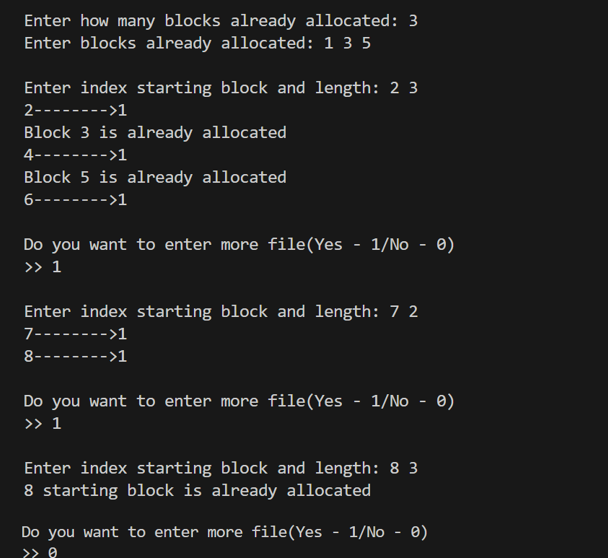 Enter how many blocks already allocated: 3
Enter blocks already allocated: 1 3 5
Enter index starting block and length: 2 3
2-------->1
Block 3 is already allocated
4-------->1
Block 5 is already allocated
6-------->1
Do you want to enter more file(Yes - 1/No - 0)
>> 1
Enter index starting block and length: 7 2
7-------->1
8-------->1
Do you want to enter more file(Yes - 1/No - 0)
>> 1
Enter index starting block and length: 8 3
8 starting block is already allocated
Do you want to enter more file(Yes - 1/No - 0)
>> 0